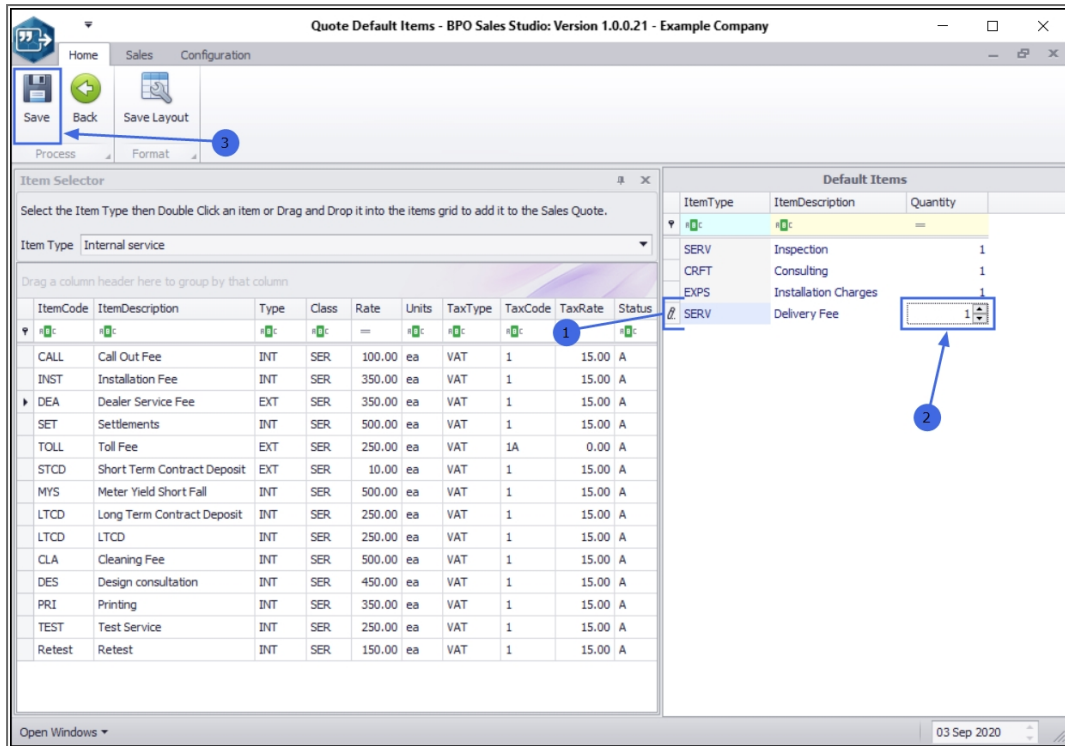 Quote Default Items - BPO Sales Studio: Version 1.0.0.21 - Example Company
Home Sales Configuration
Save Back Save Layout
3
Process Format
Item Selector
Select the Item Type then Double Click an item or Drag and Drop it into the items grid to add it to the Sales Quote.
Item Type Internal service
Drag a column header here to group by that column
ItemCode ItemDescription Type Class Rate Units TaxType TaxCode TaxRate Status
ABC ABC ABC ABC = ABC ABC ABC ABC
CALL Call Out Fee INT SER 100.00 ea VAT 1 15.00 A
INST Installation Fee INT SER 350.00 ea VAT 1 15.00 A
DEA Dealer Service Fee EXT SER 350.00 ea VAT 1 15.00 A
SET Settlements INT SER 500.00 ea VAT 1 15.00 A
TOLL Toll Fee EXT SER 250.00 ea VAT 1A 0.00 A
STCD Short Term Contract Deposit EXT SER 10.00 ea VAT 1 15.00 A
MYS Meter Yield Short Fall INT SER 500.00 ea VAT 1 15.00 A
LTCD Long Term Contract Deposit INT SER 250.00 ea VAT 1 15.00 A
LTCD LTCD INT SER 250.00 ea VAT 1 15.00 A
CLA Cleaning Fee INT SER 500.00 ea VAT 1 15.00 A
DES Design consultation INT SER 450.00 ea VAT 1 15.00 A
PRI Printing INT SER 350.00 ea VAT 1 15.00 A
TEST Test Service INT SER 250.00 ea VAT 1 15.00 A
Retest Retest INT SER 150.00 ea VAT 1 15.00 A
Default Items
ItemType ItemDescription Quantity
ABC ABC =
SERV Inspection 1
CRFT Consulting 1
EXPS Installation Charges 1
1 SERV Delivery Fee 1
2
Open Windows 03 Sep 2020